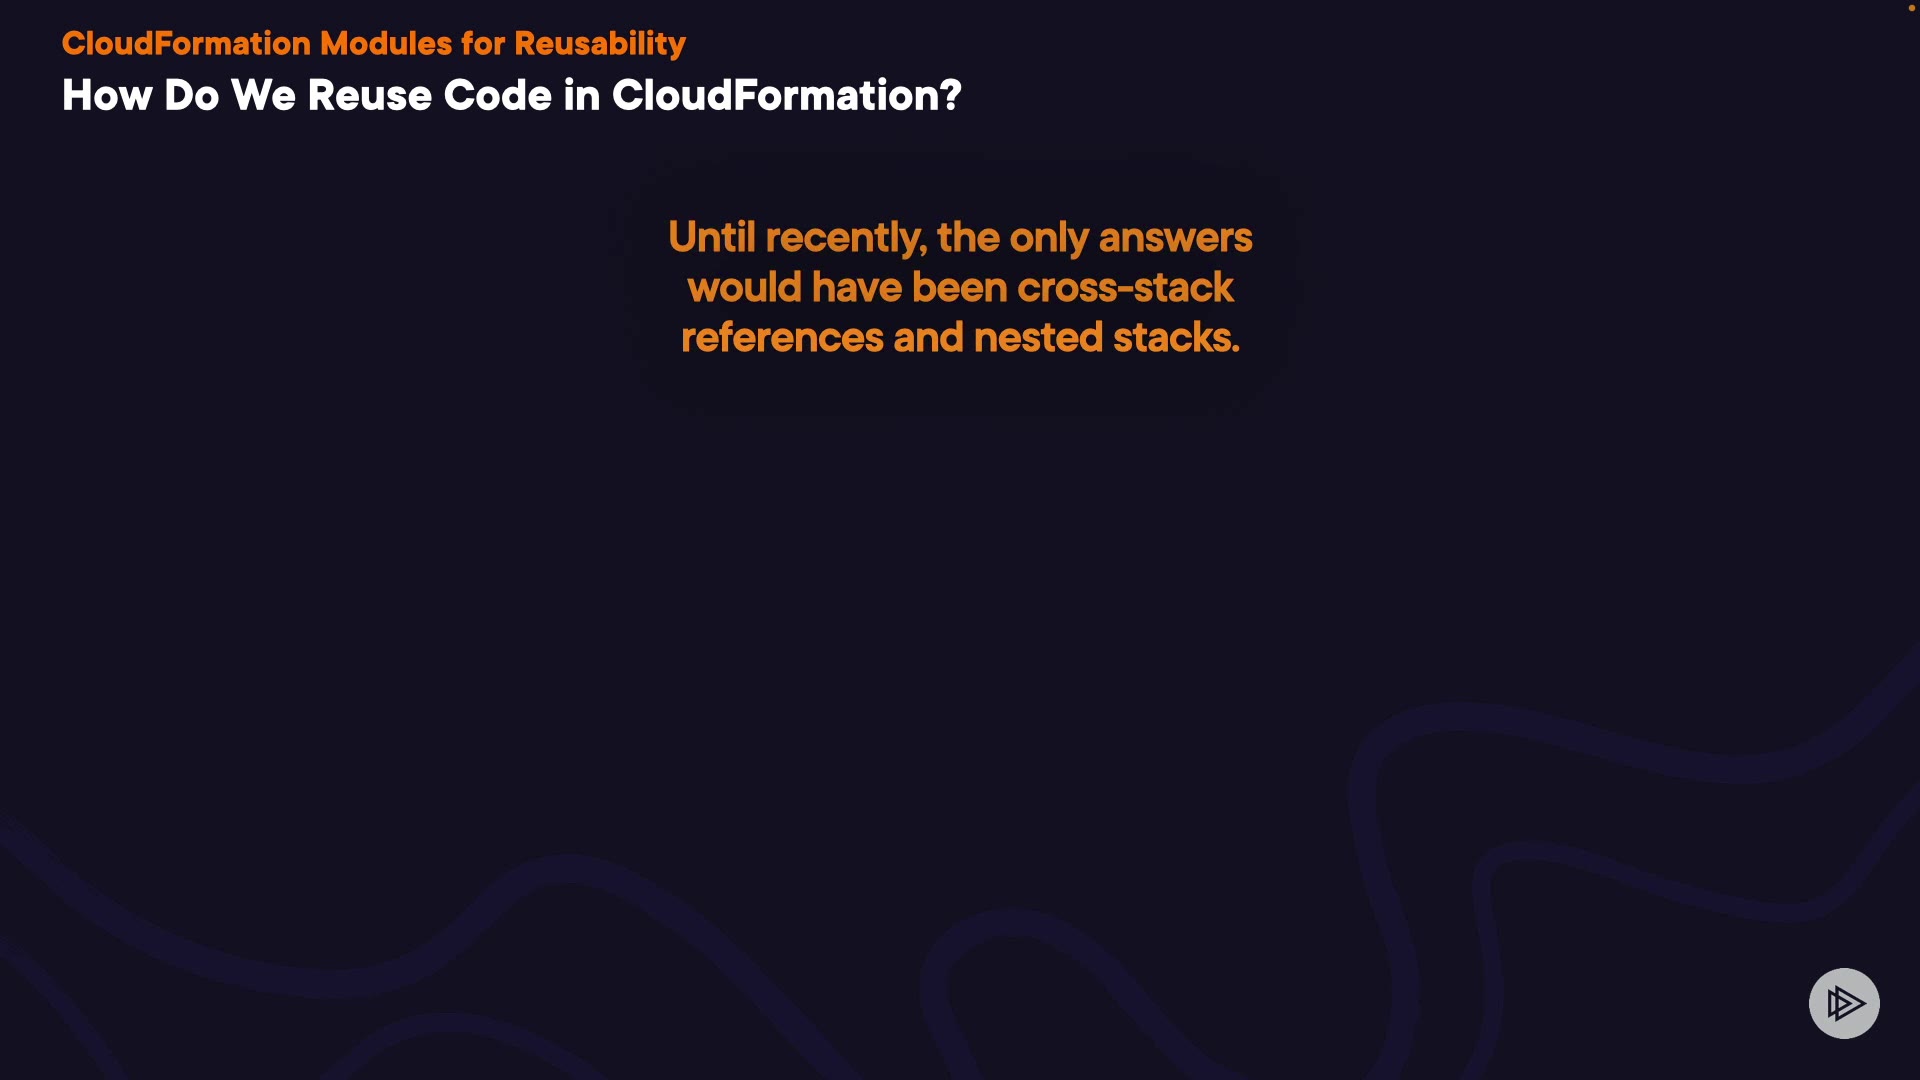 CloudFormation Modules for Reusability
How Do We Reuse Code in CloudFormation?
Until recently, the only answers
would have been cross-stack
references and nested stacks.